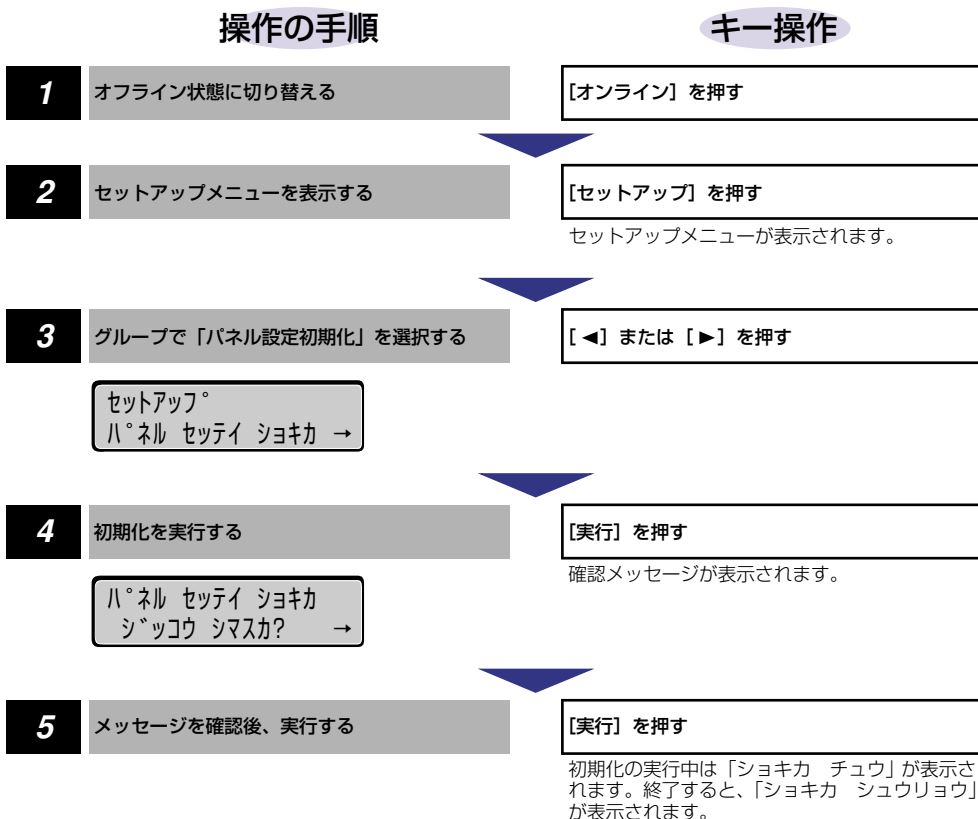 操作の手順
キー操作
1 オフライン状態に切り替える
[オンライン] を押す
2 セットアップメニューを表示する
[セットアップ] を押す
セットアップメニューが表示されます。
3 グループで「パネル設定初期化」を選択する
[◀] または [▶] を押す
セットアップ゚
パネル セッテイ ショキカ →
4 初期化を実行する
[実行] を押す
確認メッセージが表示されます。
パネル セッテイ ショキカ
シ゛ッコウ シマスカ? →
5 メッセージを確認後、実行する
[実行] を押す
初期化の実行中は「ショキカ チュウ」が表示さ
れます。終了すると、「ショキカ シュウリョウ」
が表示されます。